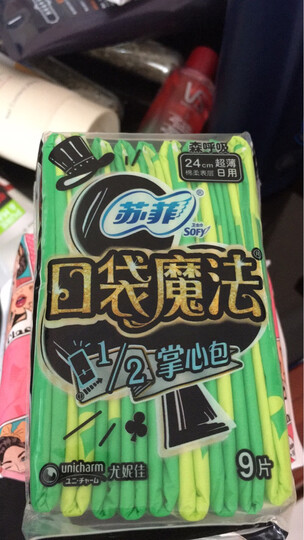 森呼吸
24cm 超薄
棉柔表层 日用
苏菲®
SOFY
口袋魔法®
1/2 掌心包
unicharm
ユニ・チャーム
尤妮佳
9片